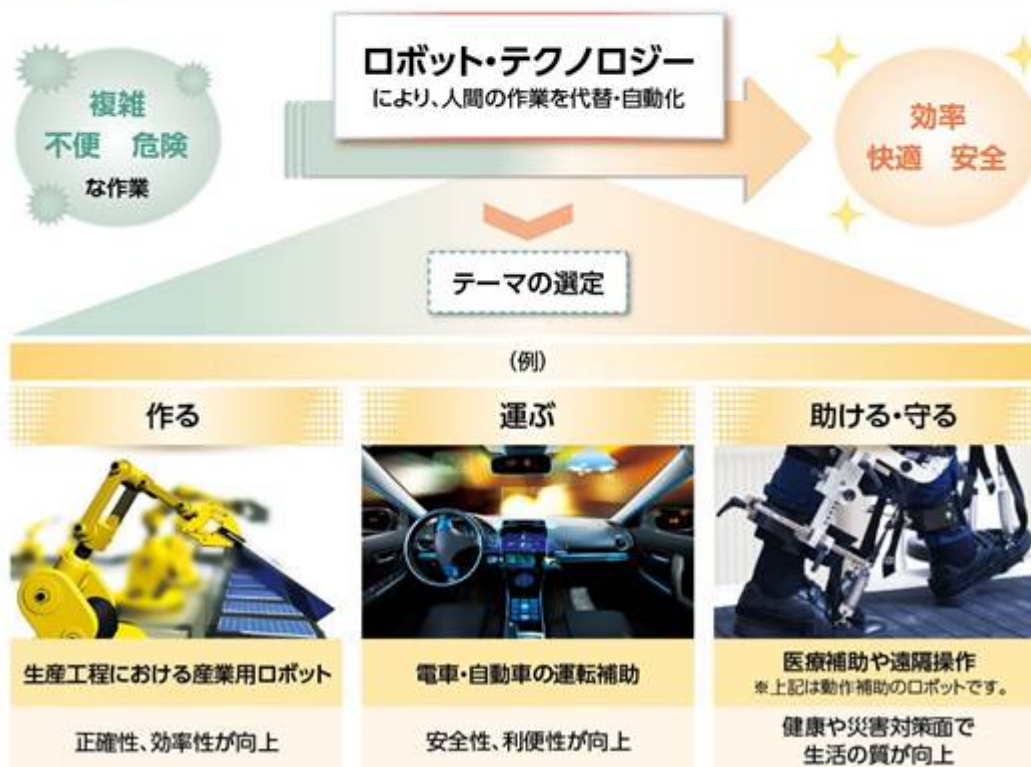 複雑
不便 危険
な作業
ロボット・テクノロジー
により、人間の作業を代替・自動化
効率
快適 安全
テーマの選定
(例)
作る
運ぶ
助ける・守る
生産工程における産業用ロボット
電車・自動車の運転補助
医療補助や遠隔操作
※上記は動作補助のロボットです。
正確性、効率性が向上
安全性、利便性が向上
健康や災害対策面で
生活の質が向上